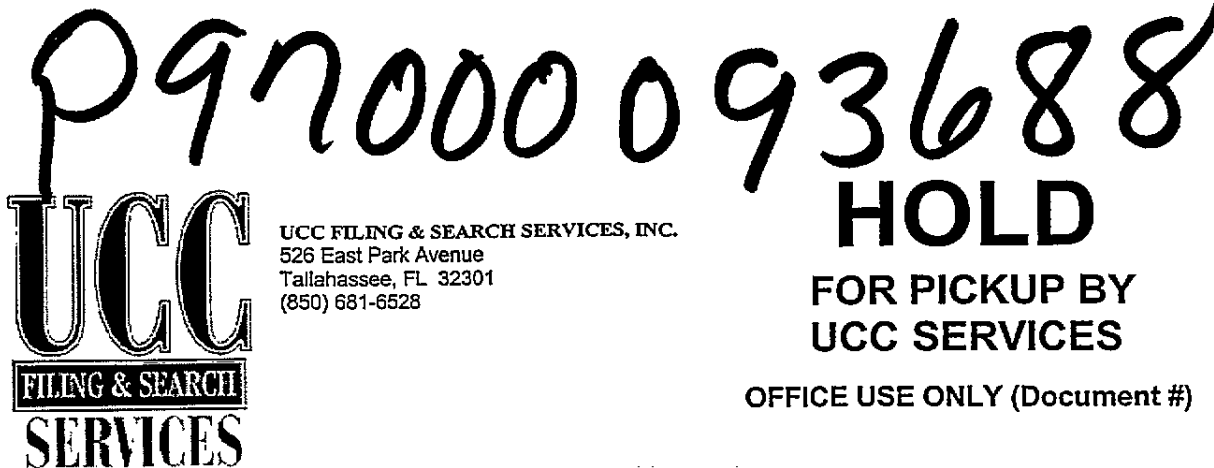 P97000093688
UCC
FILING & SEARCH
SERVICES
UCC FILING & SEARCH SERVICES, INC.
526 East Park Avenue
Tallahassee, FL 32301
(850) 681-6528
HOLD
FOR PICKUP BY
UCC SERVICES
OFFICE USE ONLY (Document #)